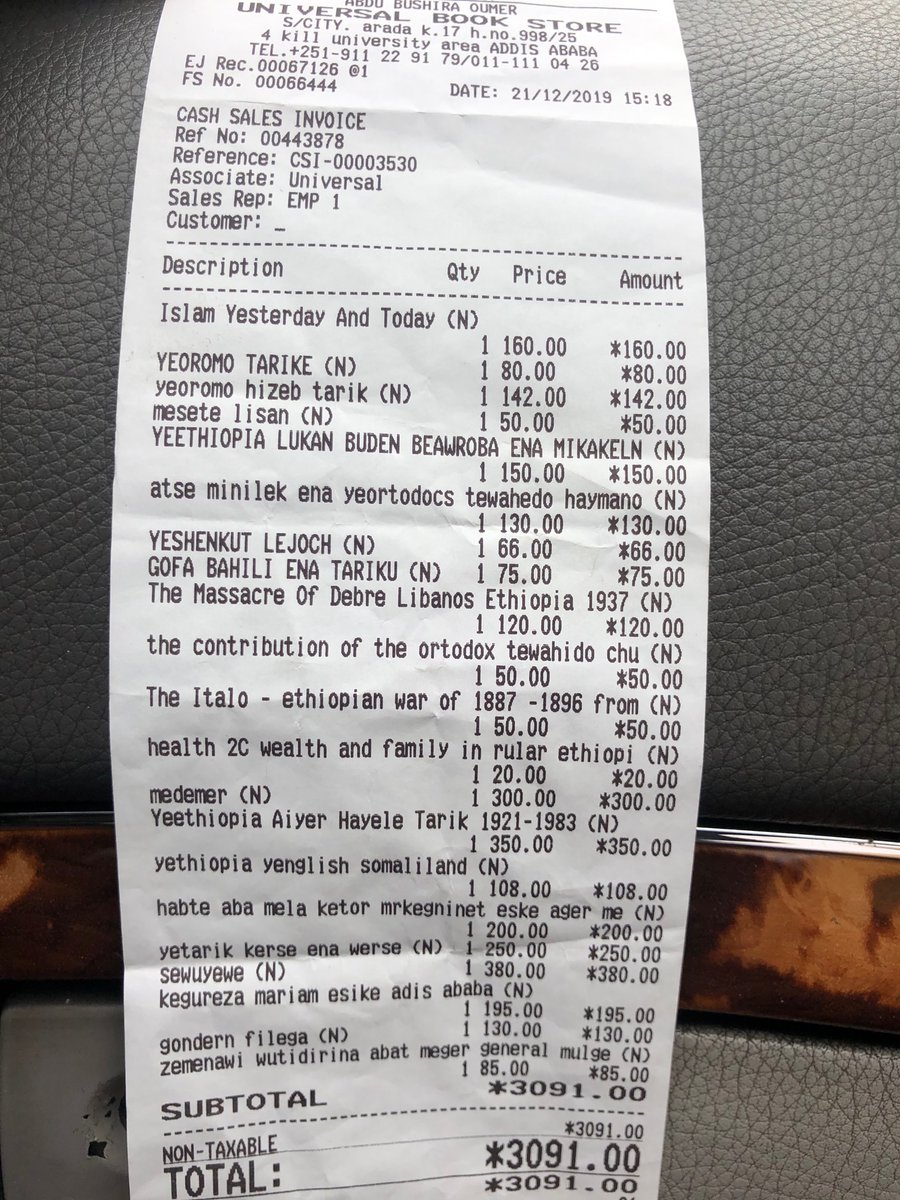 ABDU BUSHIRA OUMER
UNIVERSAL BOOK STORE
S/CITY. arada k.17 h.no.998/25
4 kill university area ADDIS ABABA
TEL.+251-911 22 91 79/011-111 04 26
EJ Rec.00067126 @1
FS No. 00066444
DATE: 21/12/2019 15:18
CASH SALES INVOICE
Ref No: 00443878
Reference: CSI-00003530
Associate: Universal
Sales Rep: EMP 1
Customer: _
Description Qty Price Amount
Islam Yesterday And Today (N)
1 160.00 *160.00
YEOROMO TARIKE (N) 1 80.00 *80.00
yeoromo hizeb tarik (N) 1 142.00 *142.00
mesete lisan (N) 1 50.00 *50.00
YEETHIOPIA LUKAN BUDEN BEAWROBA ENA MIKAKELN (N)
1 150.00 *150.00
atse minilek ena yeortodocs tewahedo haymano (N)
1 130.00 *130.00
YESHENKUT LEJOCH (N) 1 66.00 *66.00
GOFA BAHILI ENA TARIKU (N) 1 75.00 *75.00
The Massacre Of Debre Libanos Ethiopia 1937 (N)
1 120.00 *120.00
the contribution of the ortodox tewahido chu (N)
1 50.00 *50.00
The Italo - ethiopian war of 1887 -1896 from (N)
1 50.00 *50.00
health 2C wealth and family in rular ethiopi (N)
1 20.00 *20.00
medemer (N) 1 300.00 *300.00
Yeethiopia Aiyer Hayele Tarik 1921-1983 (N)
1 350.00 *350.00
yethiopia yenglish somaliland (N)
1 108.00 *108.00
habte aba mela ketor mrkegninet eske ager me (N)
1 200.00 *200.00
yetarik kerse ena werse (N) 1 250.00 *250.00
sewuyewe (N) 1 380.00 *380.00
kegureza mariam esike adis ababa (N)
1 195.00 *195.00
gondern filega (N) 1 130.00 *130.00
zemenawi wutidirina abat meger general mulge (N)
1 85.00 *85.00
SUBTOTAL *3091.00
NON-TAXABLE *3091.00
TOTAL: *3091.00
*3091.00